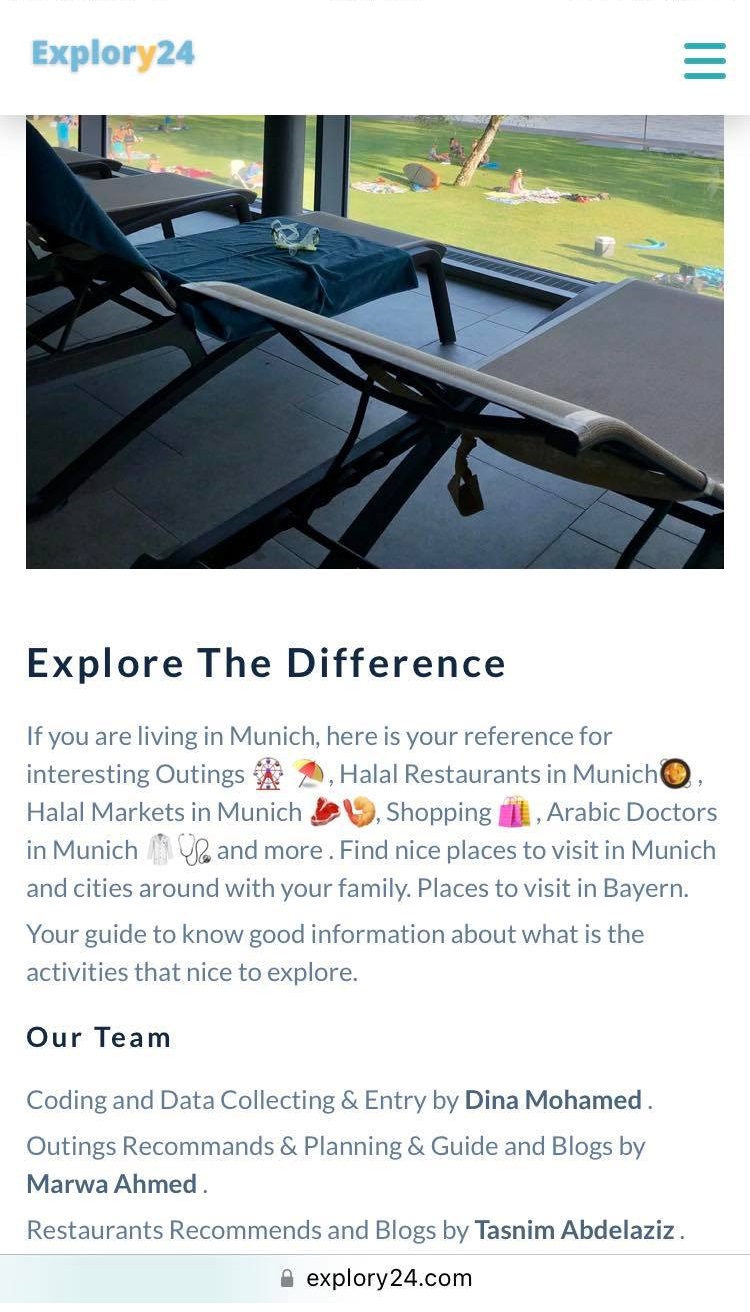 Explory24
Explore The Difference
If you are living in Munich, here is your reference for
interesting Outings 🎡 ⛱️, Halal Restaurants in Munich🥘 ,
Halal Markets in Munich 🥩🍤, Shopping 🛍️ , Arabic Doctors
in Munich 🥼🩺 and more . Find nice places to visit in Munich
and cities around with your family. Places to visit in Bayern.
Your guide to know good information about what is the
activities that nice to explore.
Our Team
Coding and Data Collecting & Entry by Dina Mohamed .
Outings Recommands & Planning & Guide and Blogs by
Marwa Ahmed .
Restaurants Recommends and Blogs by Tasnim Abdelaziz .
explory24.com